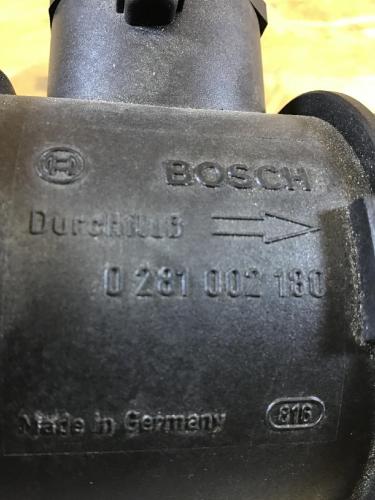 BOSCH
Durchfluß
0 281 002 180
Made in Germany 816